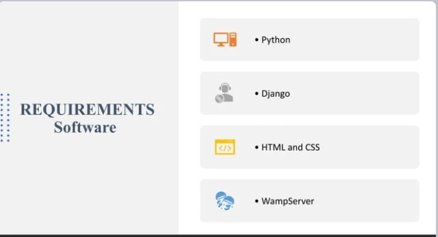 REQUIREMENTS
Software
• Python
• Django
• HTML and CSS
• WampServer